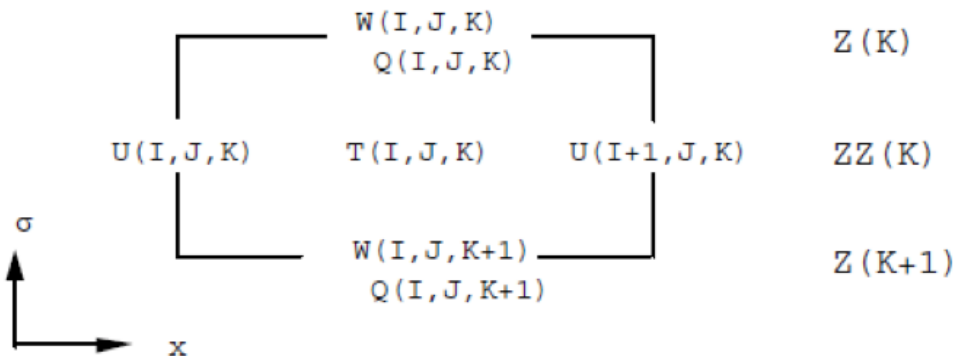 W(I,J,K)
Q(I,J,K)
Z(K)
U(I,J,K) T(I,J,K) U(I+1,J,K) ZZ(K)
σ
W(I,J,K+1)
Q(I,J,K+1)
Z(K+1)
x